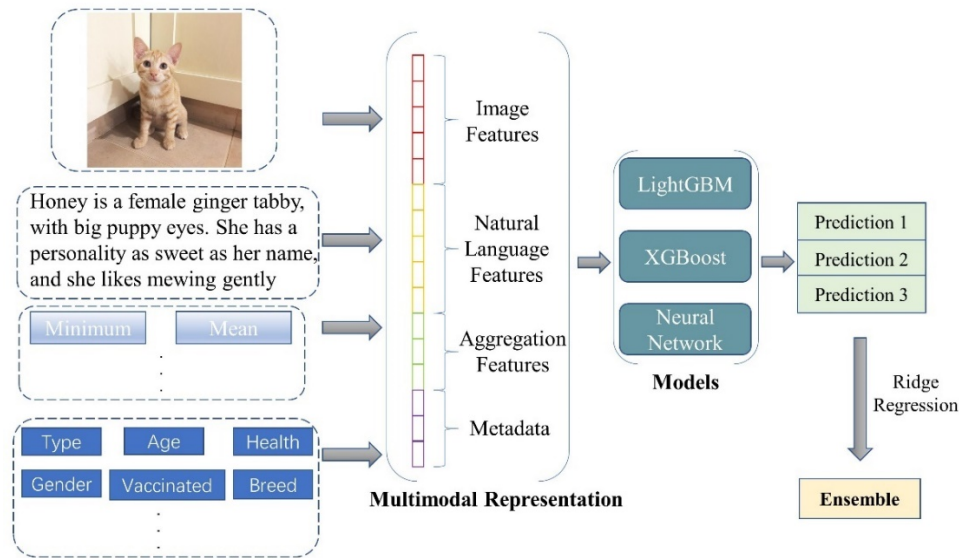 Honey is a female ginger tabby,
with big puppy eyes. She has a
personality as sweet as her name,
and she likes mewing gently
Minimum
Mean
.
.
.
Type
Age
Health
Gender
Vaccinated
Breed
.
.
.
Image
Features
Natural
Language
Features
Aggregation
Features
Metadata
Multimodal Representation
LightGBM
XGBoost
Neural
Network
Models
Prediction 1
Prediction 2
Prediction 3
Ridge
Regression
Ensemble